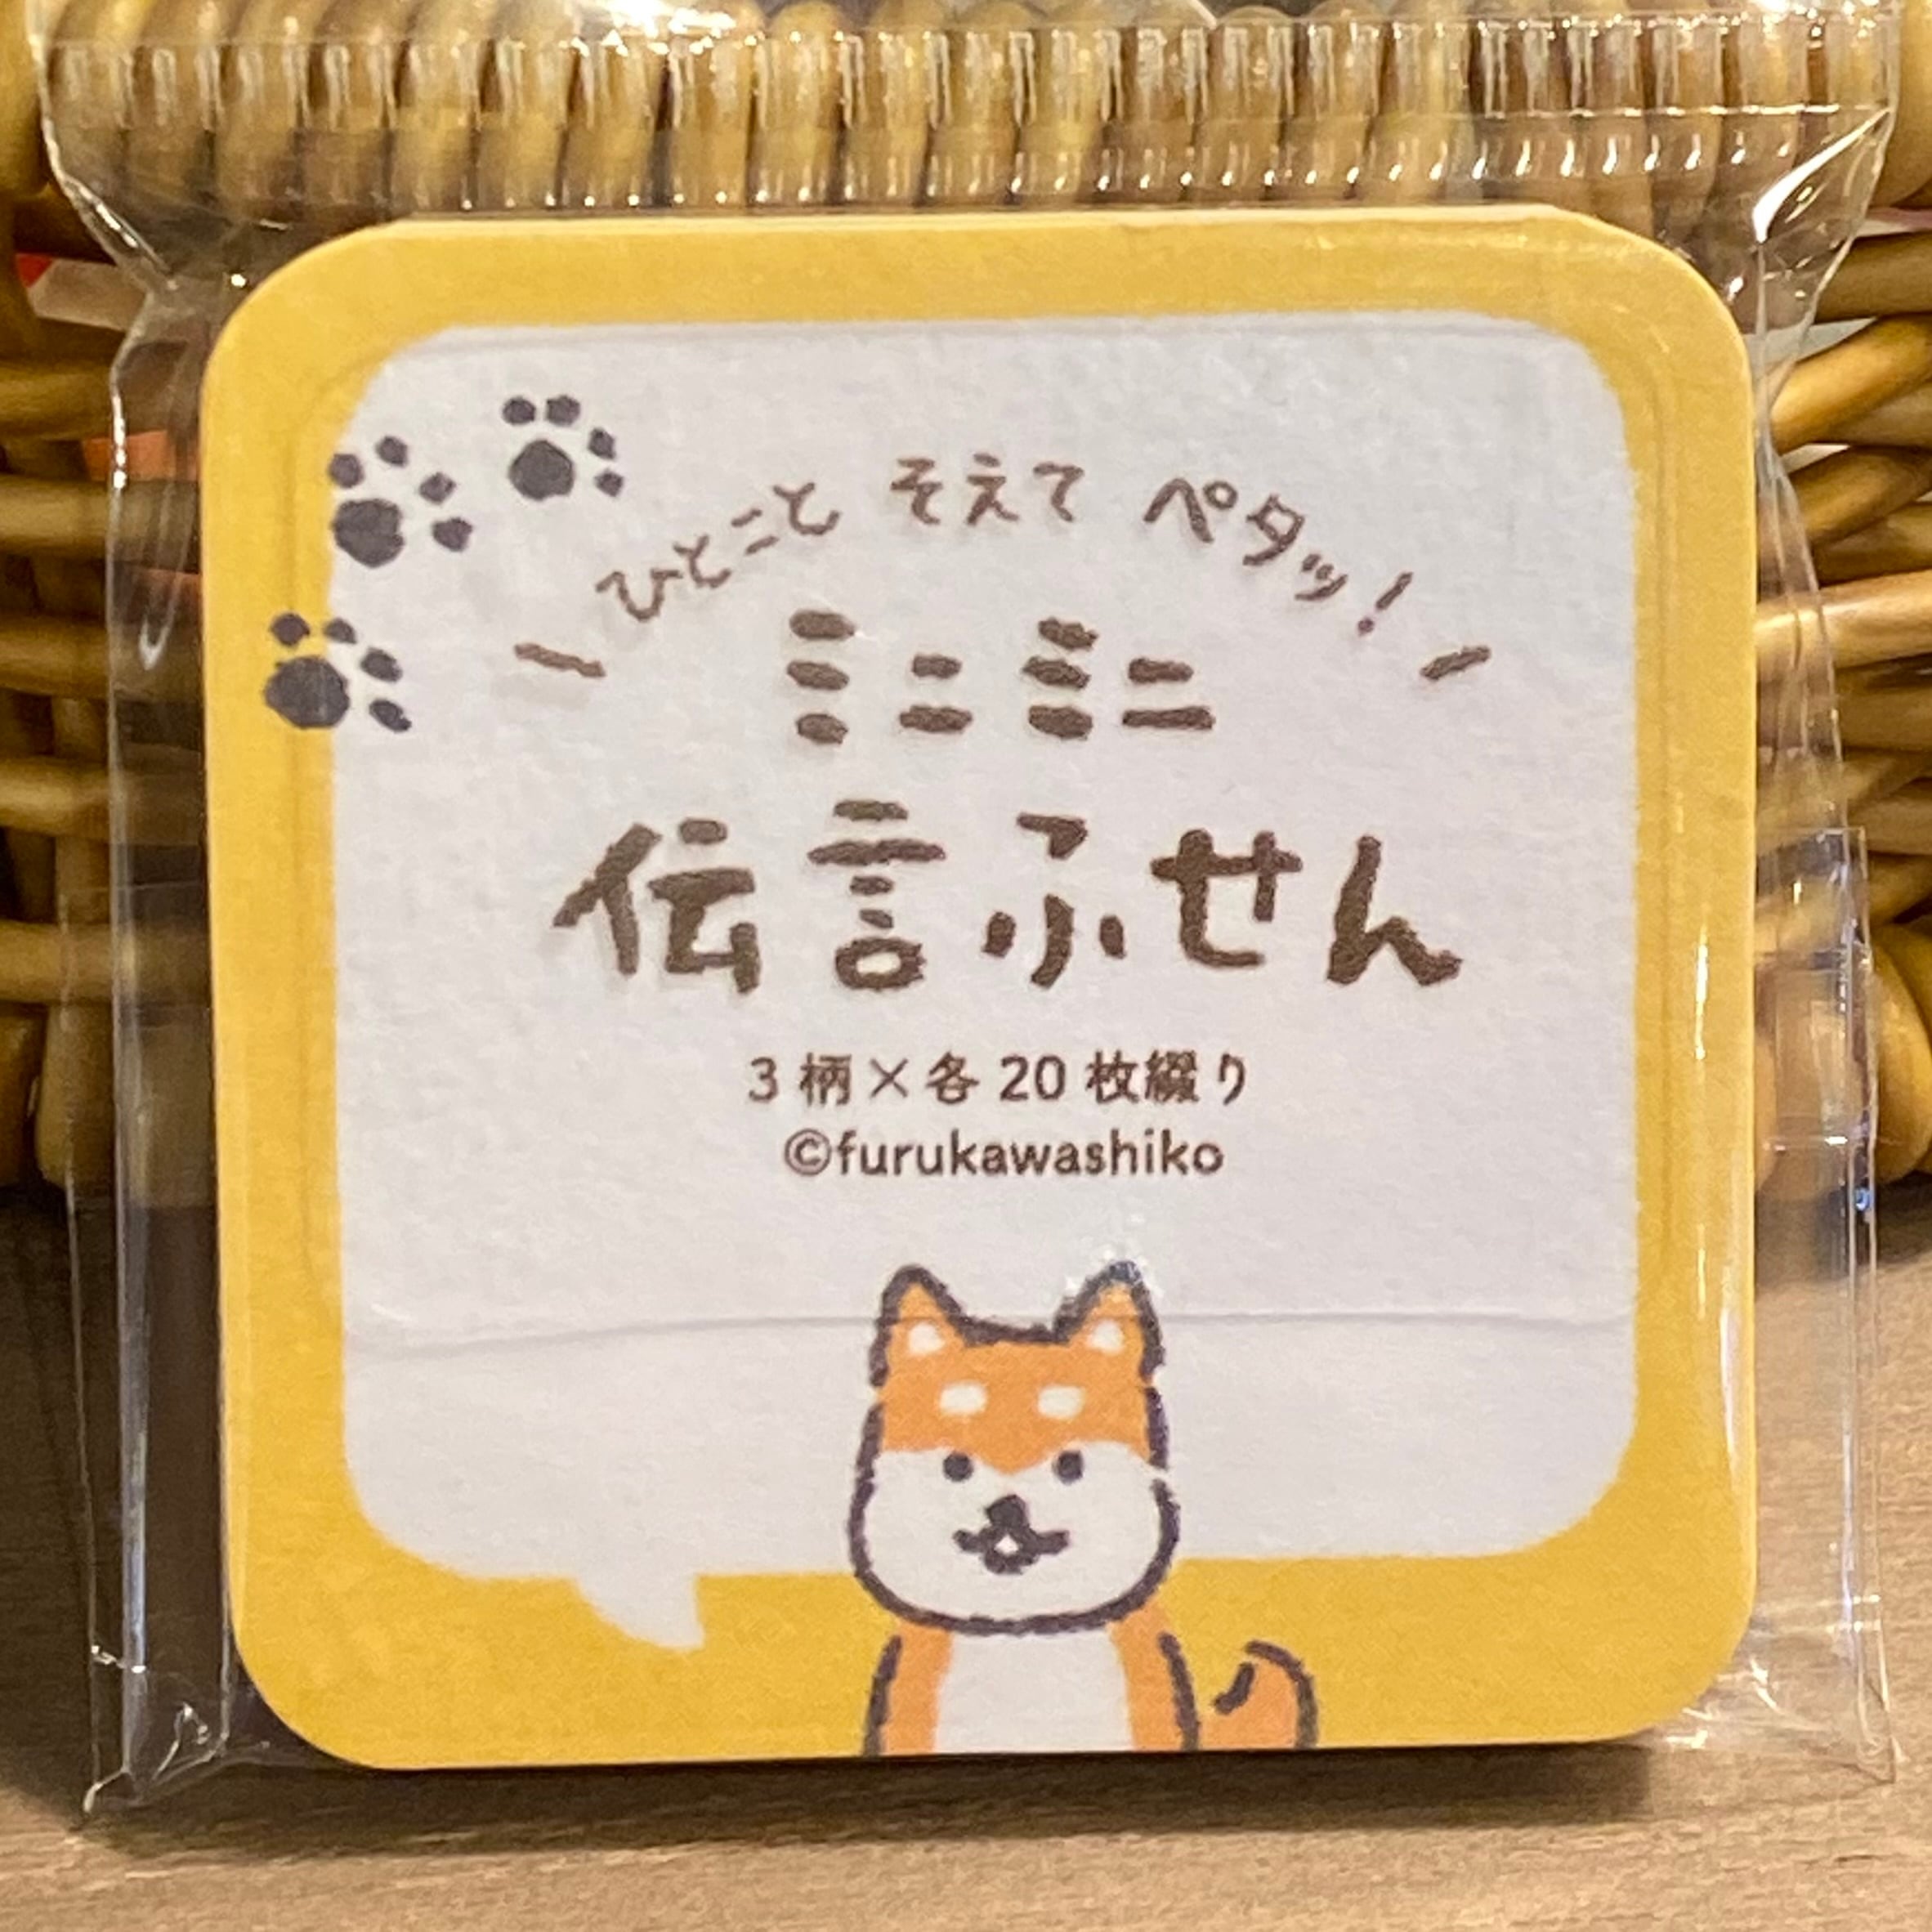 ひとこと そえて ペタッ!
ミニミニ
伝言ふせん
3柄×各20枚綴り
©furukawashiko